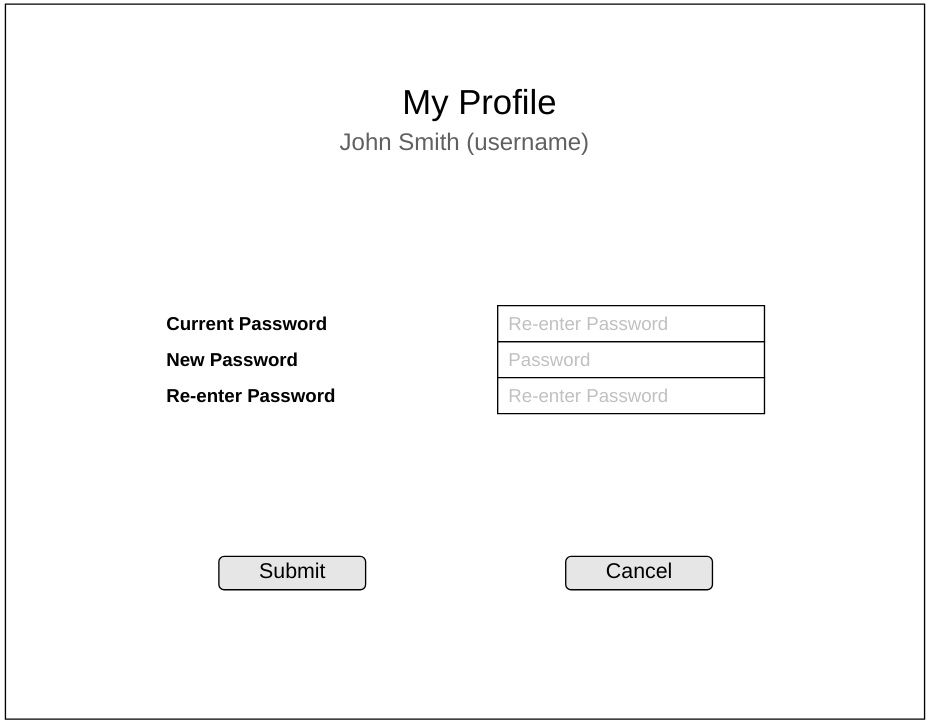 My Profile
John Smith (username)
Current Password Re-enter Password
New Password Password
Re-enter Password Re-enter Password
Submit Cancel